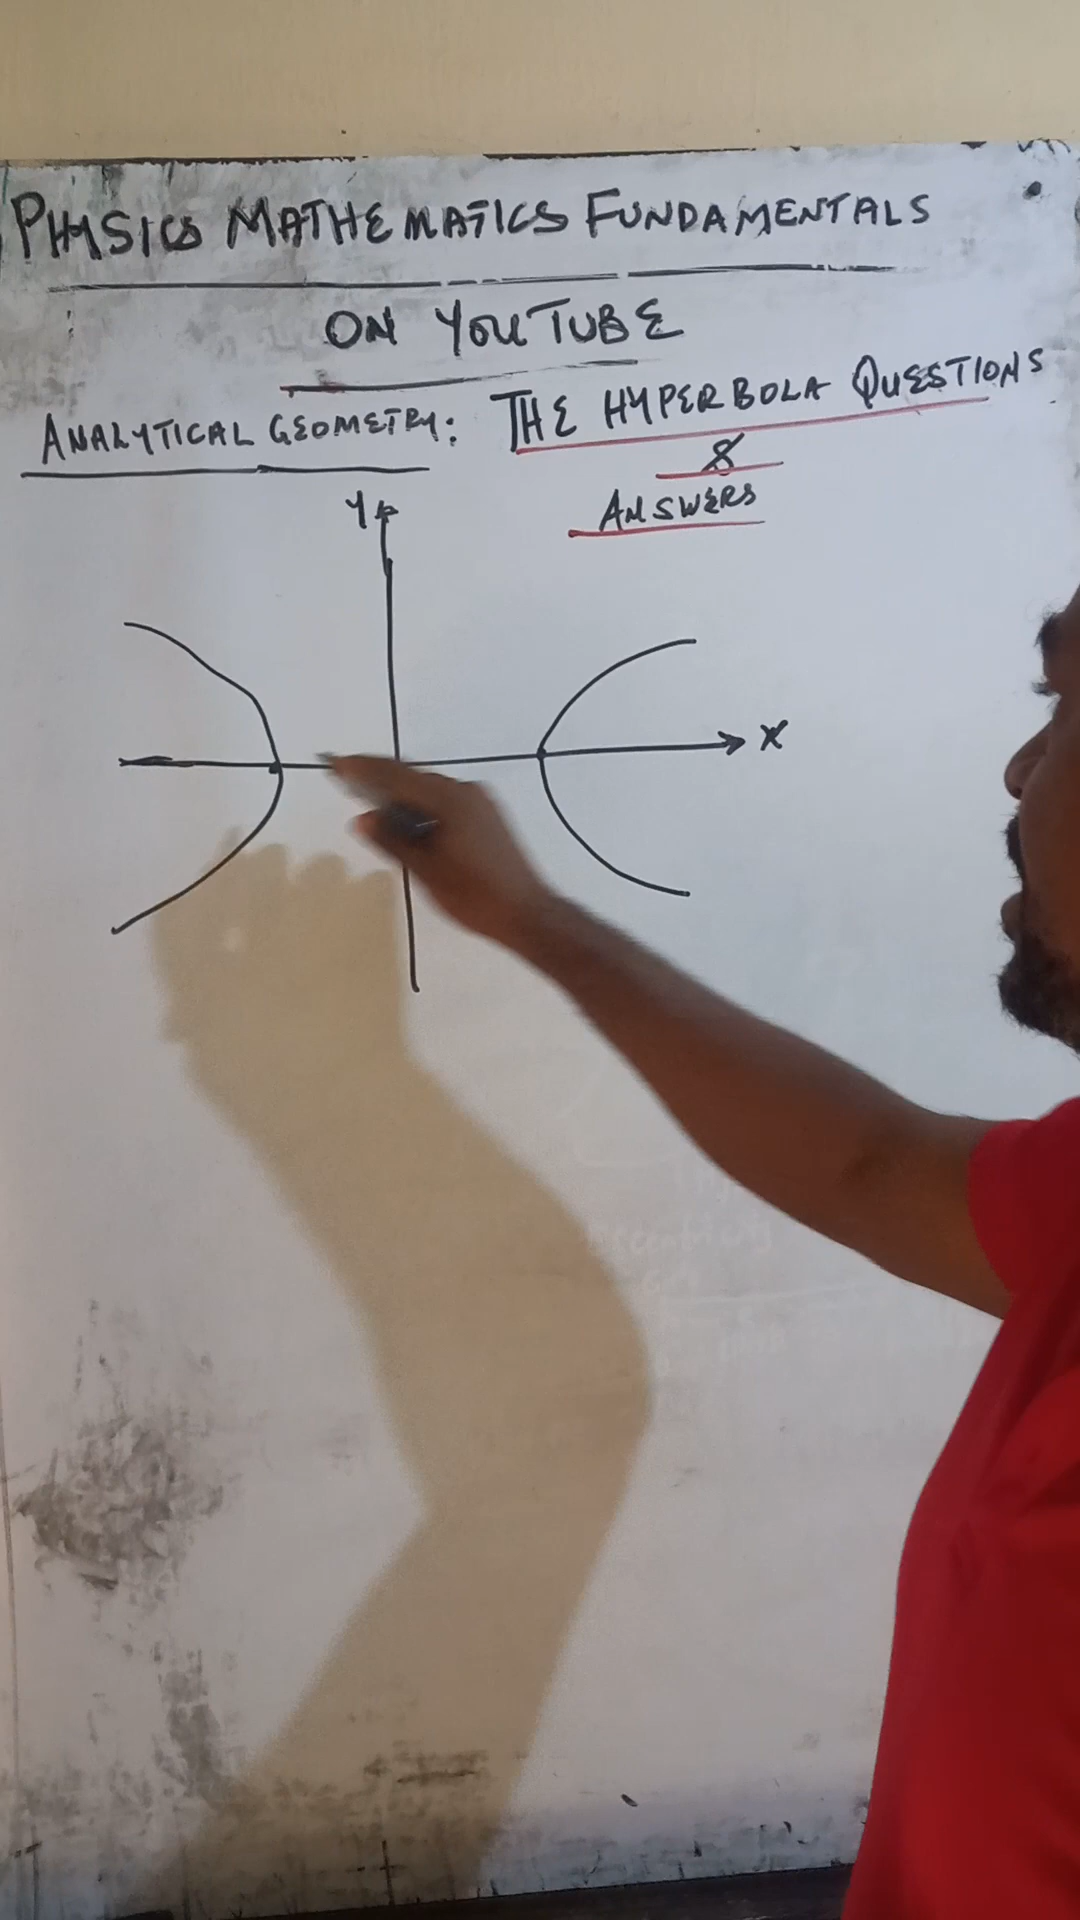 PHYSICS MATHEMATICS FUNDAMENTALS
ON YOUTUBE
ANALYTICAL GEOMETRY: THE HYPERBOLA QUESTIONS
&
ANSWERS
Y
X